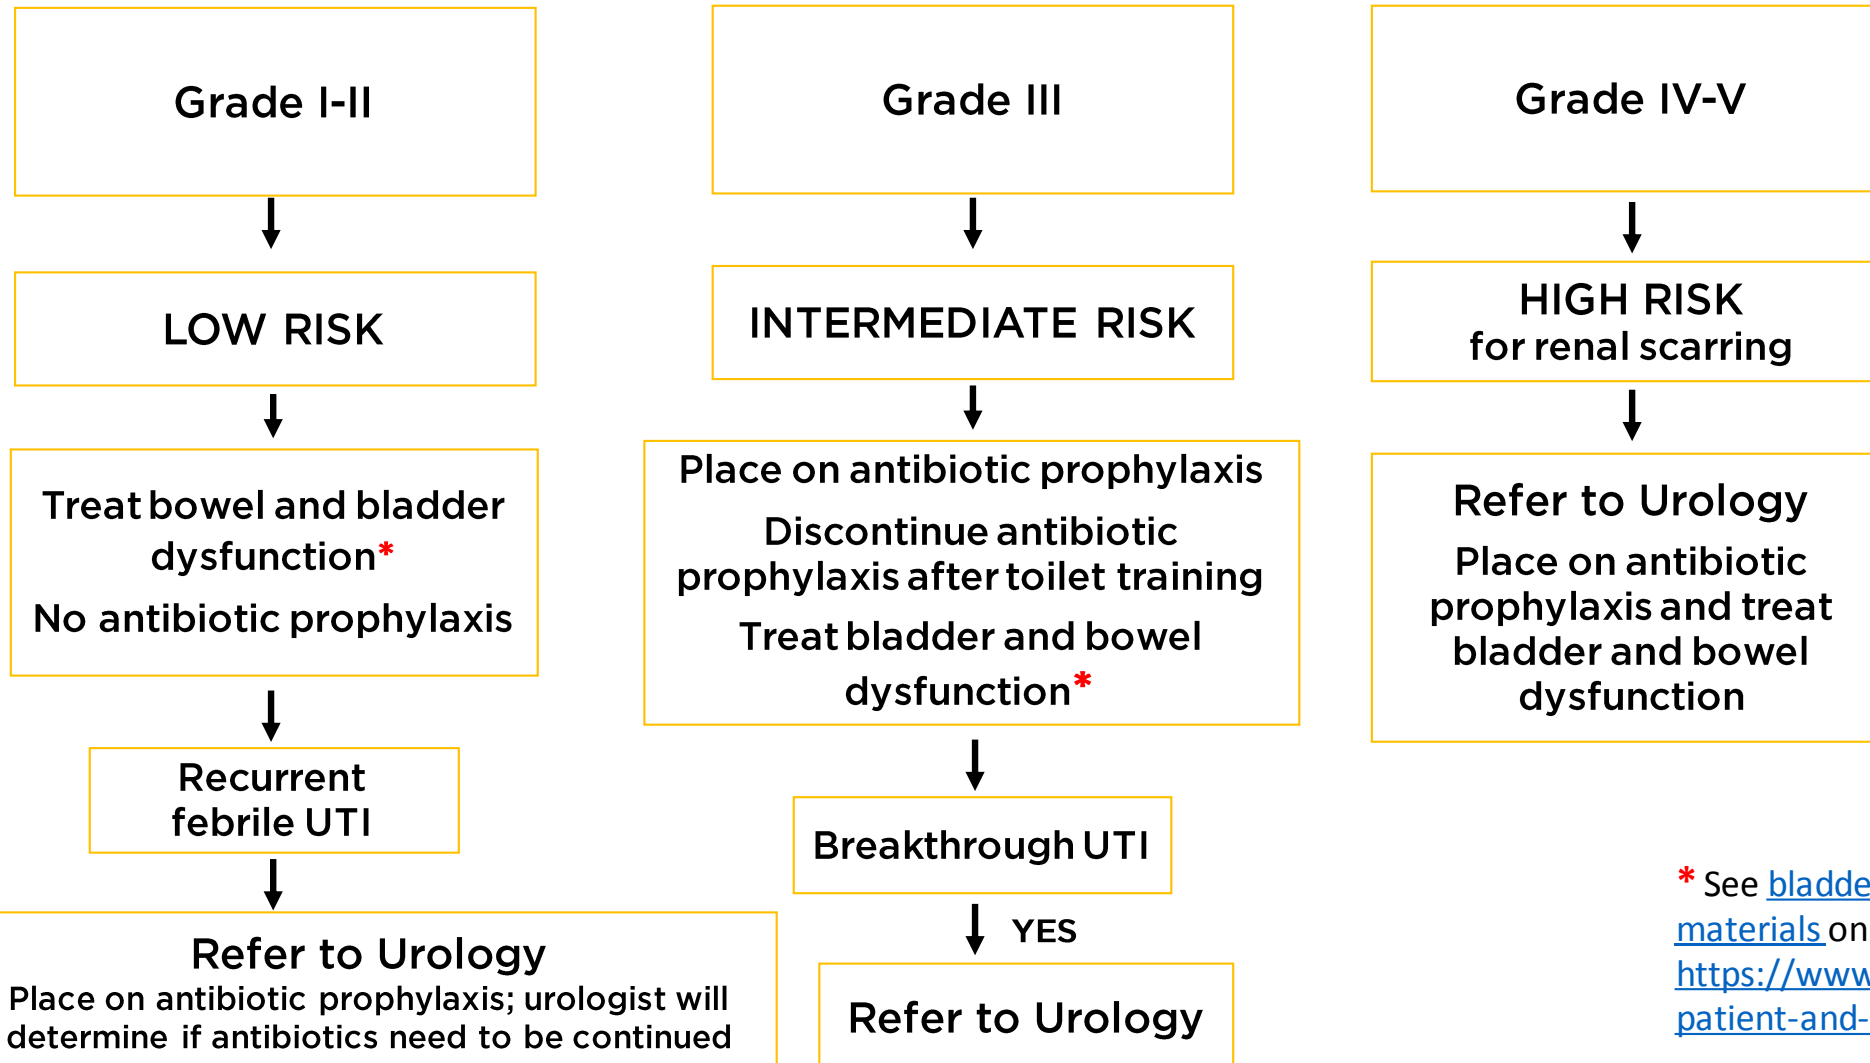 Grade I-II
LOW RISK
Treat bowel and bladder
dysfunction*
No antibiotic prophylaxis
Recurrent
febrile UTI
Refer to Urology
Place on antibiotic prophylaxis; urologist will
determine if antibiotics need to be continued
Grade III
INTERMEDIATE RISK
Place on antibiotic prophylaxis
Discontinue antibiotic
prophylaxis after toilet training
Treat bladder and bowel
dysfunction*
Breakthrough UTI
YES
Refer to Urology
Grade IV-V
HIGH RISK
for renal scarring
Refer to Urology
Place on antibiotic
prophylaxis and treat
bladder and bowel
dysfunction
* See
materials on
https://www
patient-and-